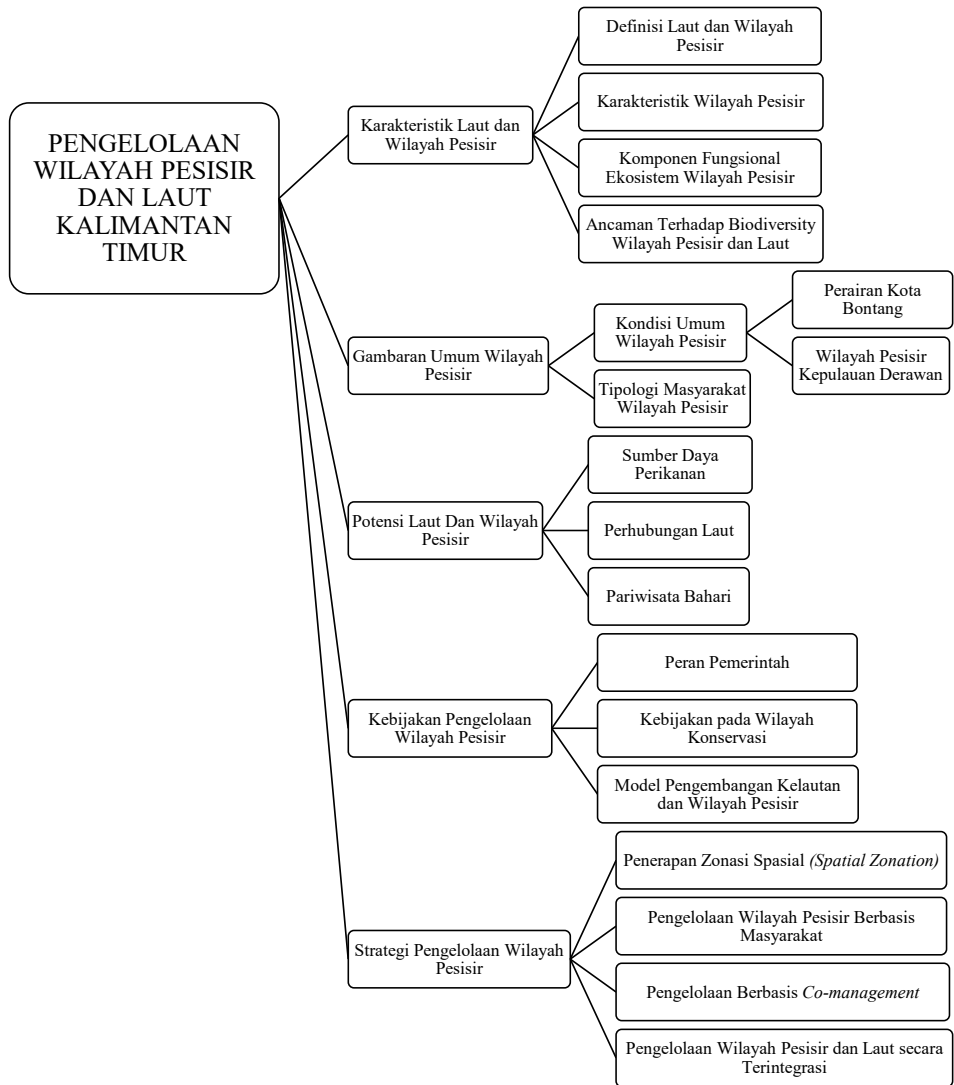 PENGELOLAAN
WILAYAH PESISIR
DAN LAUT
KALIMANTAN
TIMUR
Karakteristik Laut dan
Wilayah Pesisir
Definisi Laut dan Wilayah
Pesisir
Karakteristik Wilayah Pesisir
Komponen Fungsional
Ekosistem Wilayah Pesisir
Ancaman Terhadap Biodiversity
Wilayah Pesisir dan Laut
Gambaran Umum Wilayah
Pesisir
Kondisi Umum
Wilayah Pesisir
Perairan Kota
Bontang
Wilayah Pesisir
Kepulauan Derawan
Tipologi Masyarakat
Wilayah Pesisir
Potensi Laut Dan Wilayah
Pesisir
Sumber Daya
Perikanan
Perhubungan Laut
Pariwisata Bahari
Kebijakan Pengelolaan
Wilayah Pesisir
Peran Pemerintah
Kebijakan pada Wilayah
Konservasi
Model Pengembangan Kelautan
dan Wilayah Pesisir
Strategi Pengelolaan Wilayah
Pesisir
Penerapan Zonasi Spasial (Spatial Zonation)
Pengelolaan Wilayah Pesisir Berbasis
Masyarakat
Pengelolaan Berbasis Co-management
Pengelolaan Wilayah Pesisir dan Laut secara
Terintegrasi